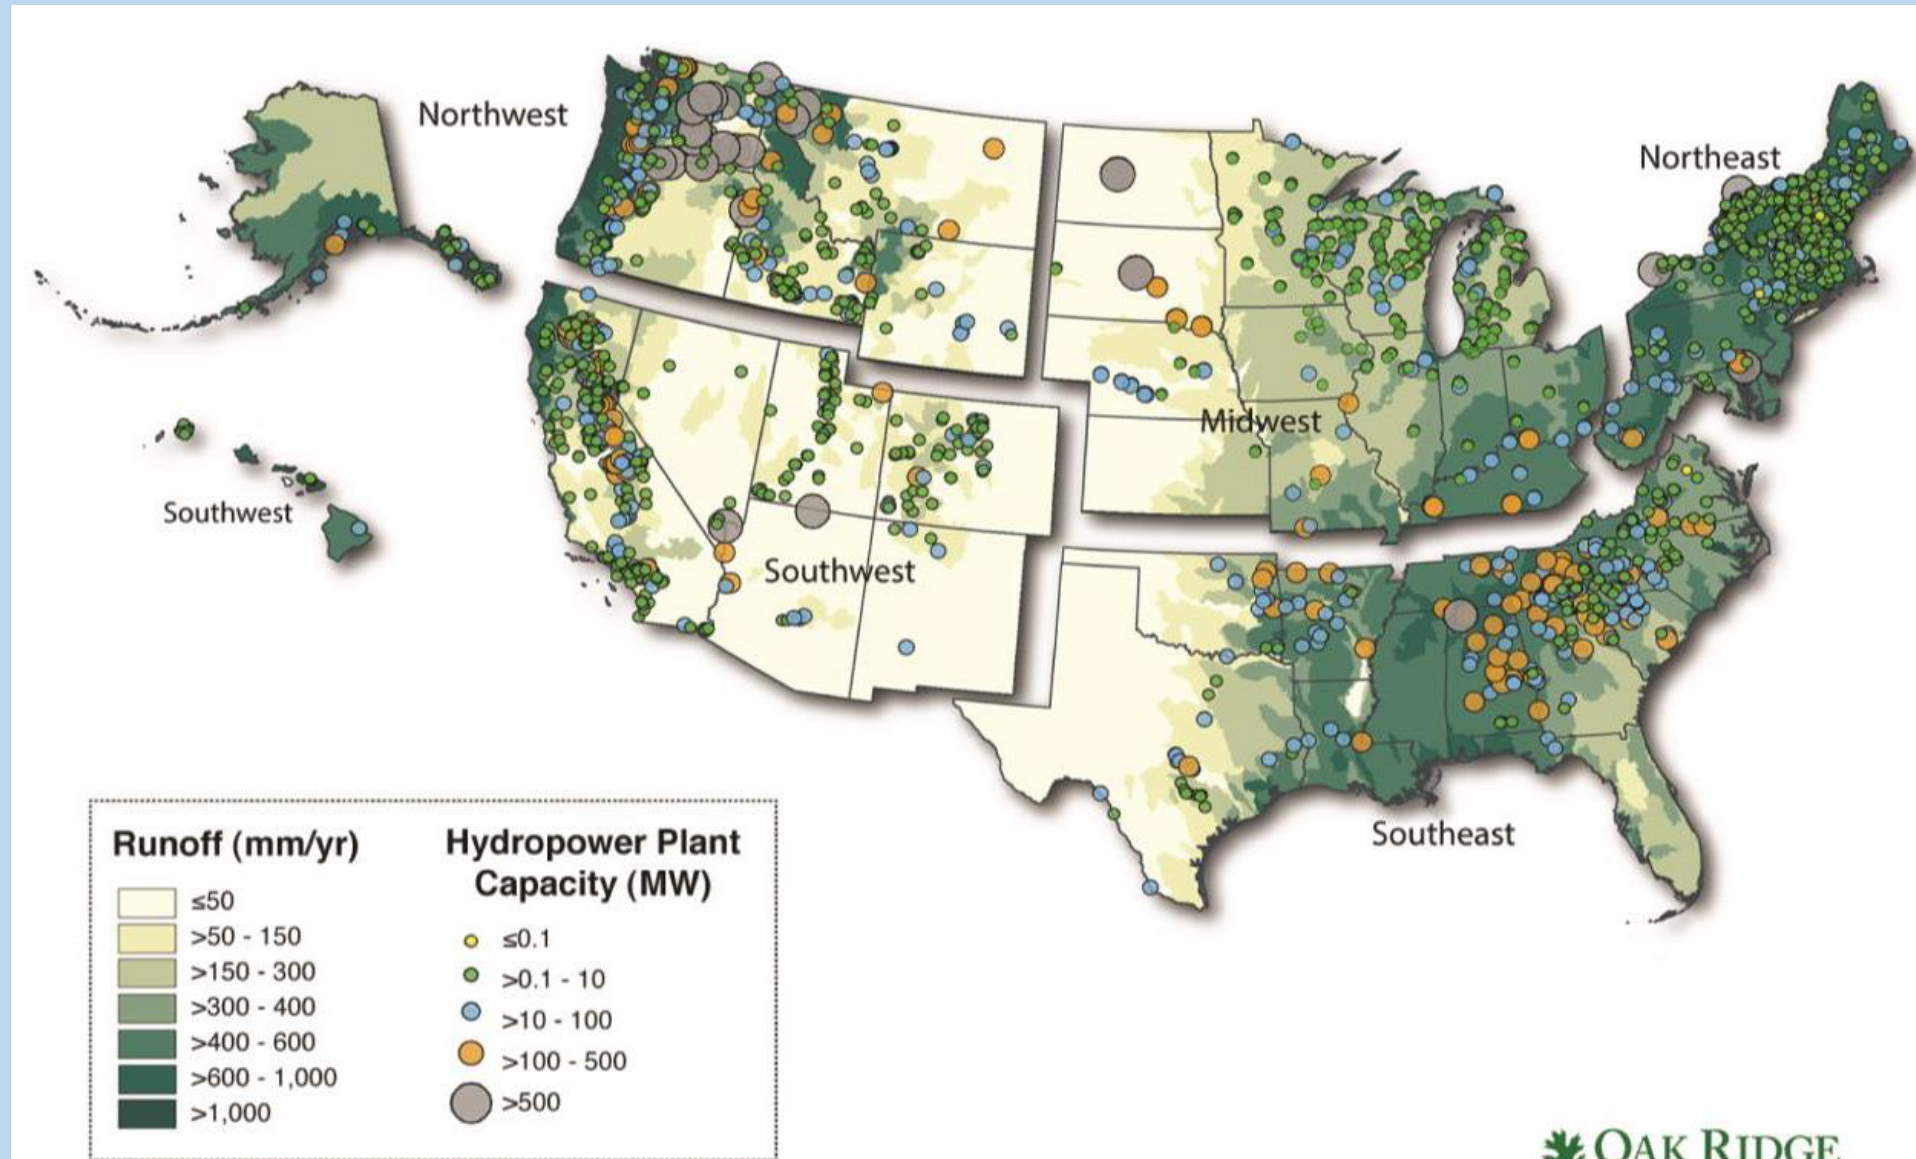 Northwest
Northeast
Midwest
Southwest
Southwest
Southeast
Runoff (mm/yr)
≤50
>50 - 150
>150 - 300
>300 - 400
>400 - 600
>600 - 1,000
>1,000
Hydropower Plant
Capacity (MW)
≤0.1
>0.1 - 10
>10 - 100
>100 - 500
>500
OAK RIDGE